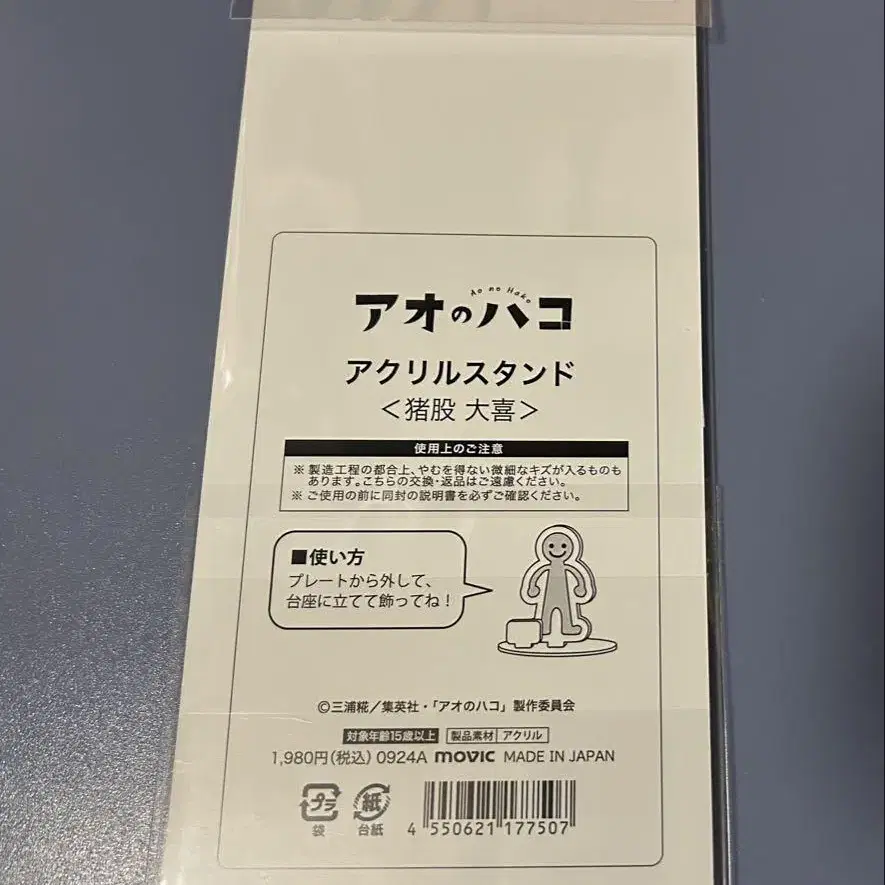 Ao no Hako
アオのハコ
アクリルスタンド
＜猪股 大喜＞
使用上のご注意
※ 製造工程の都合上、やむを得ない微細なキズが入るものも
あります。こちらの交換・返品はご遠慮ください。
※ ご使用の前に同封の説明書を必ずご確認ください。
■使い方
プレートから外して、
台座に立てて飾ってね！
©三浦糀／集英社・「アオのハコ」製作委員会
対象年齢15歳以上 製品素材 アクリル
1,980円（税込）0924A movic MADE IN JAPAN
プラ 紙
袋 台紙
4 550621 177507